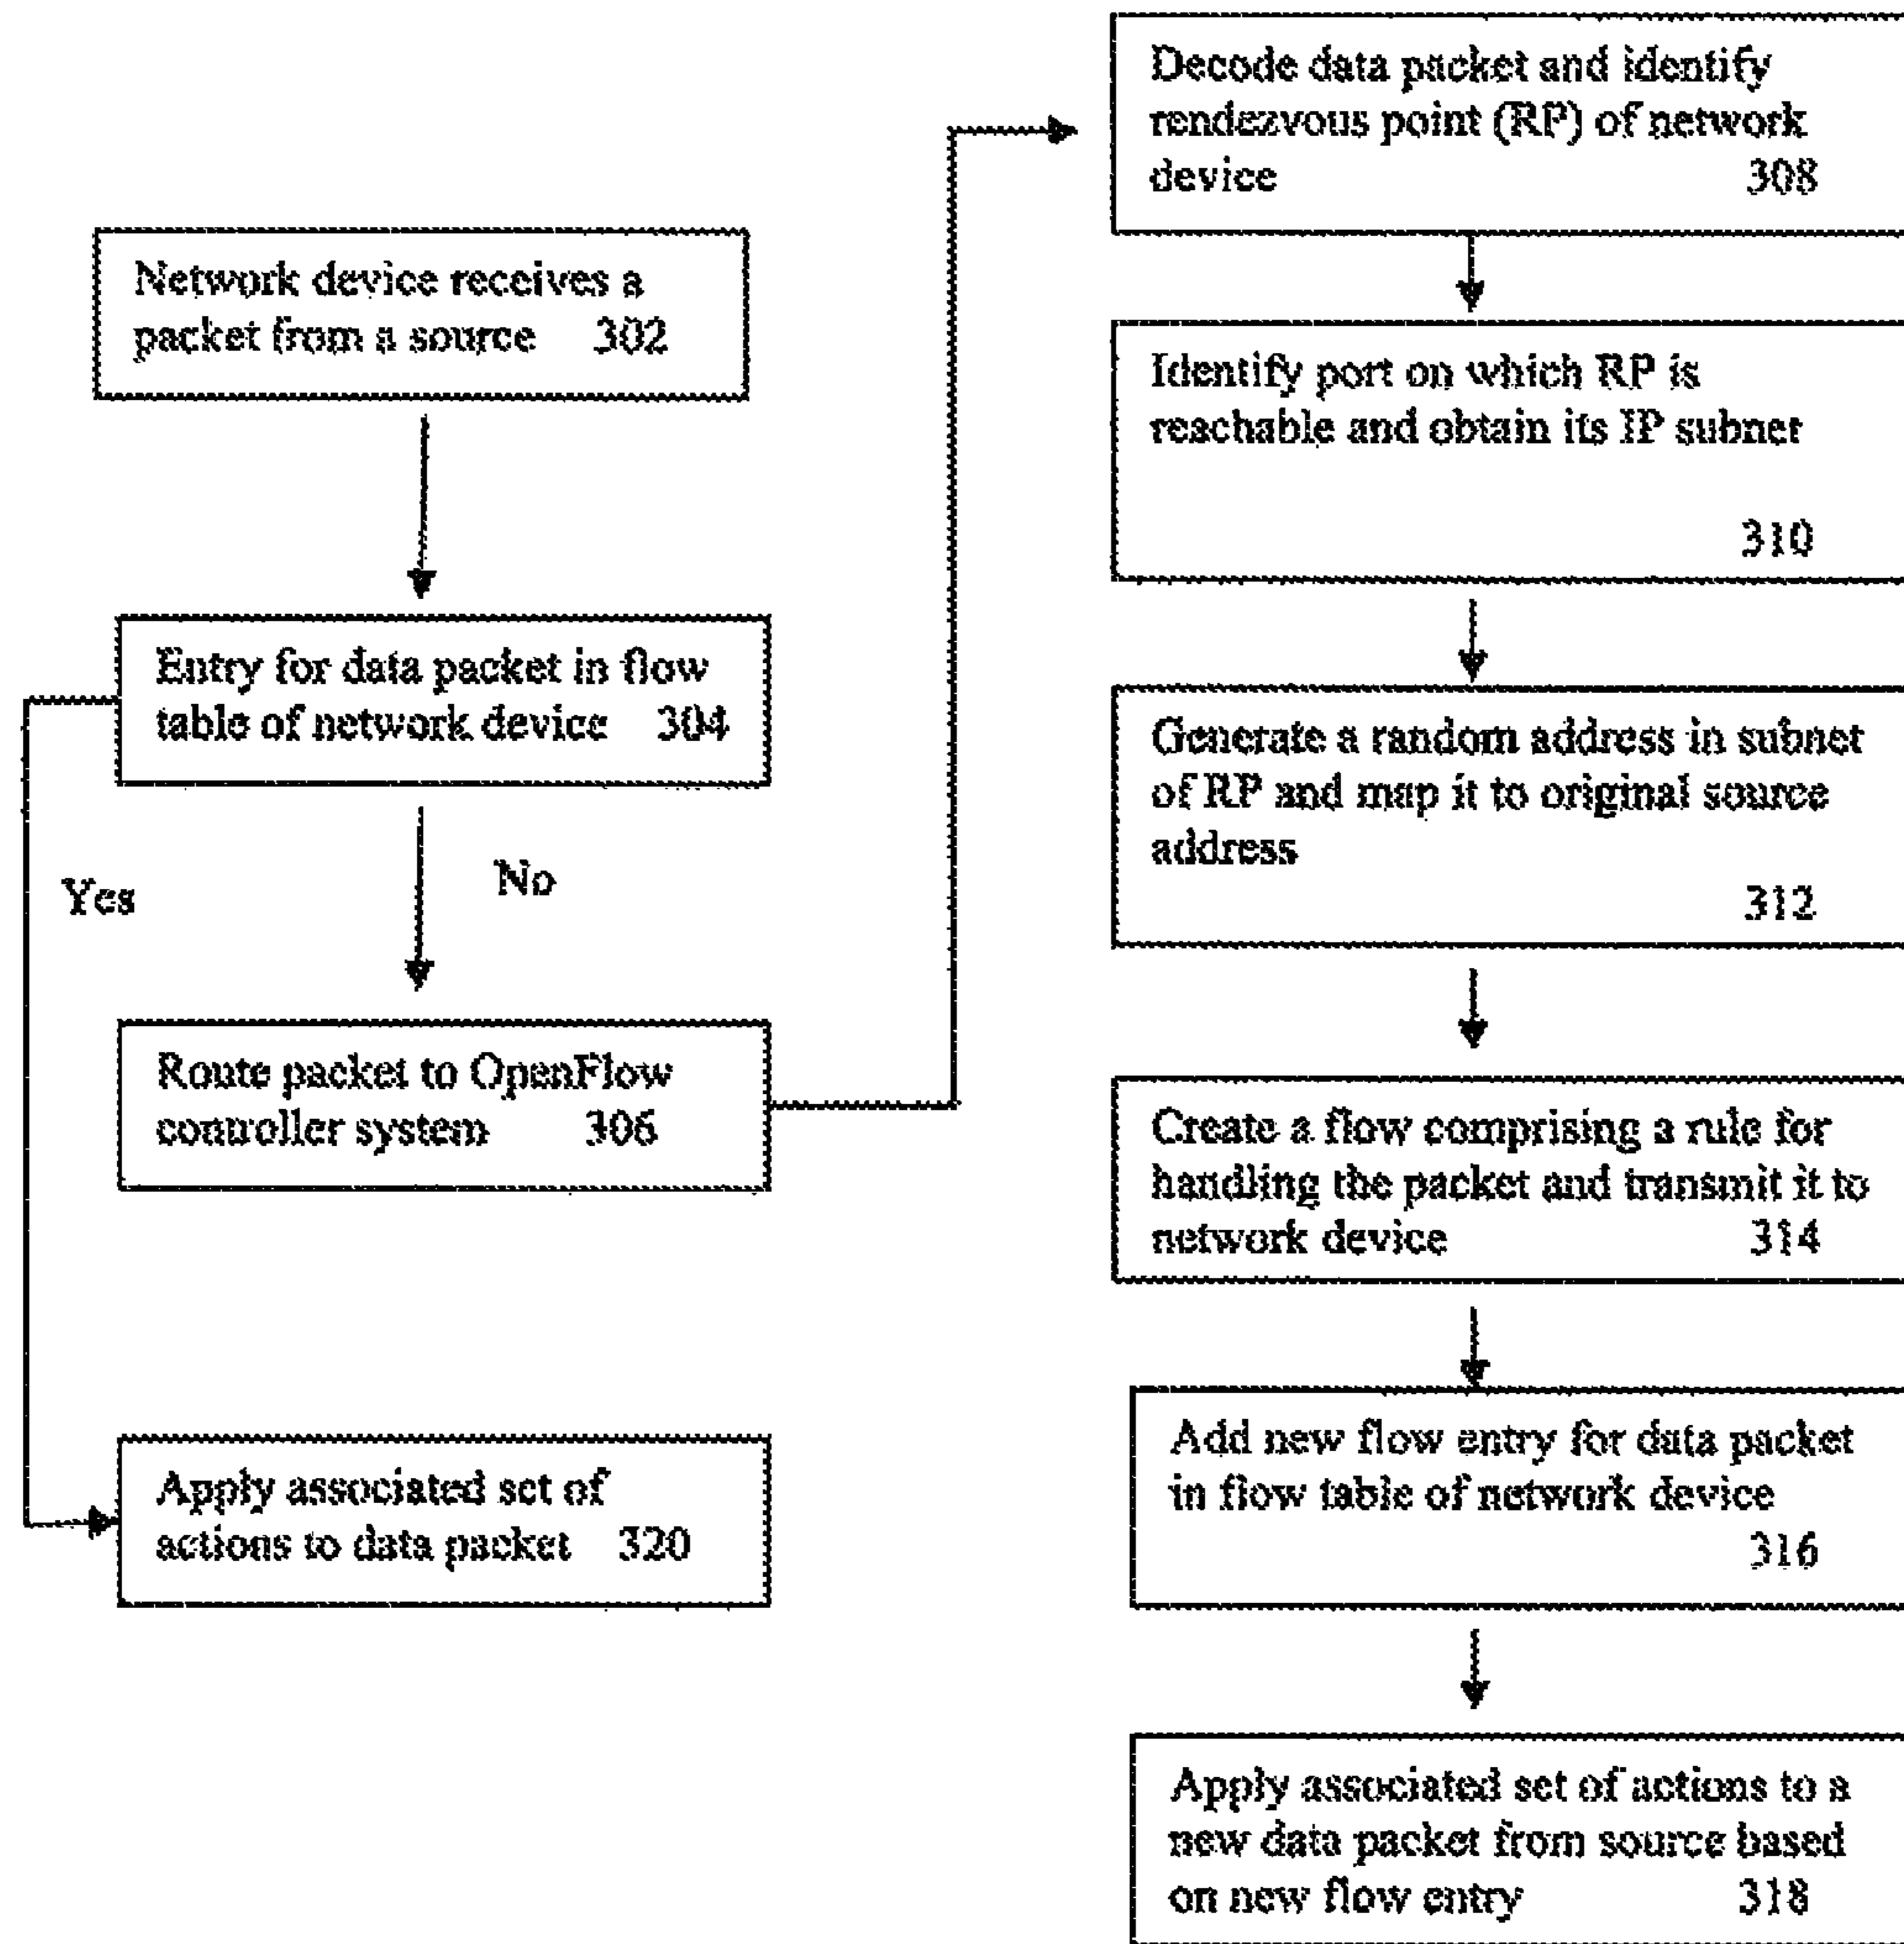 Network device receives a
packet from a source 302
Entry for data packet in flow
table of network device 304
Yes
No
Route packet to OpenFlow
controller system 306
Apply associated set of
actions to data packet 320
Decode data packet and identify
rendezvous point (RP) of network
device 308
Identify port on which RP is
reachable and obtain its IP subnet
310
Generate a random address in subnet
of RP and map it to original source
address
312
Create a flow comprising a rule for
handling the packet and transmit it to
network device 314
Add new flow entry for data packet
in flow table of network device
316
Apply associated set of actions to a
new data packet from source based
on new flow entry 318